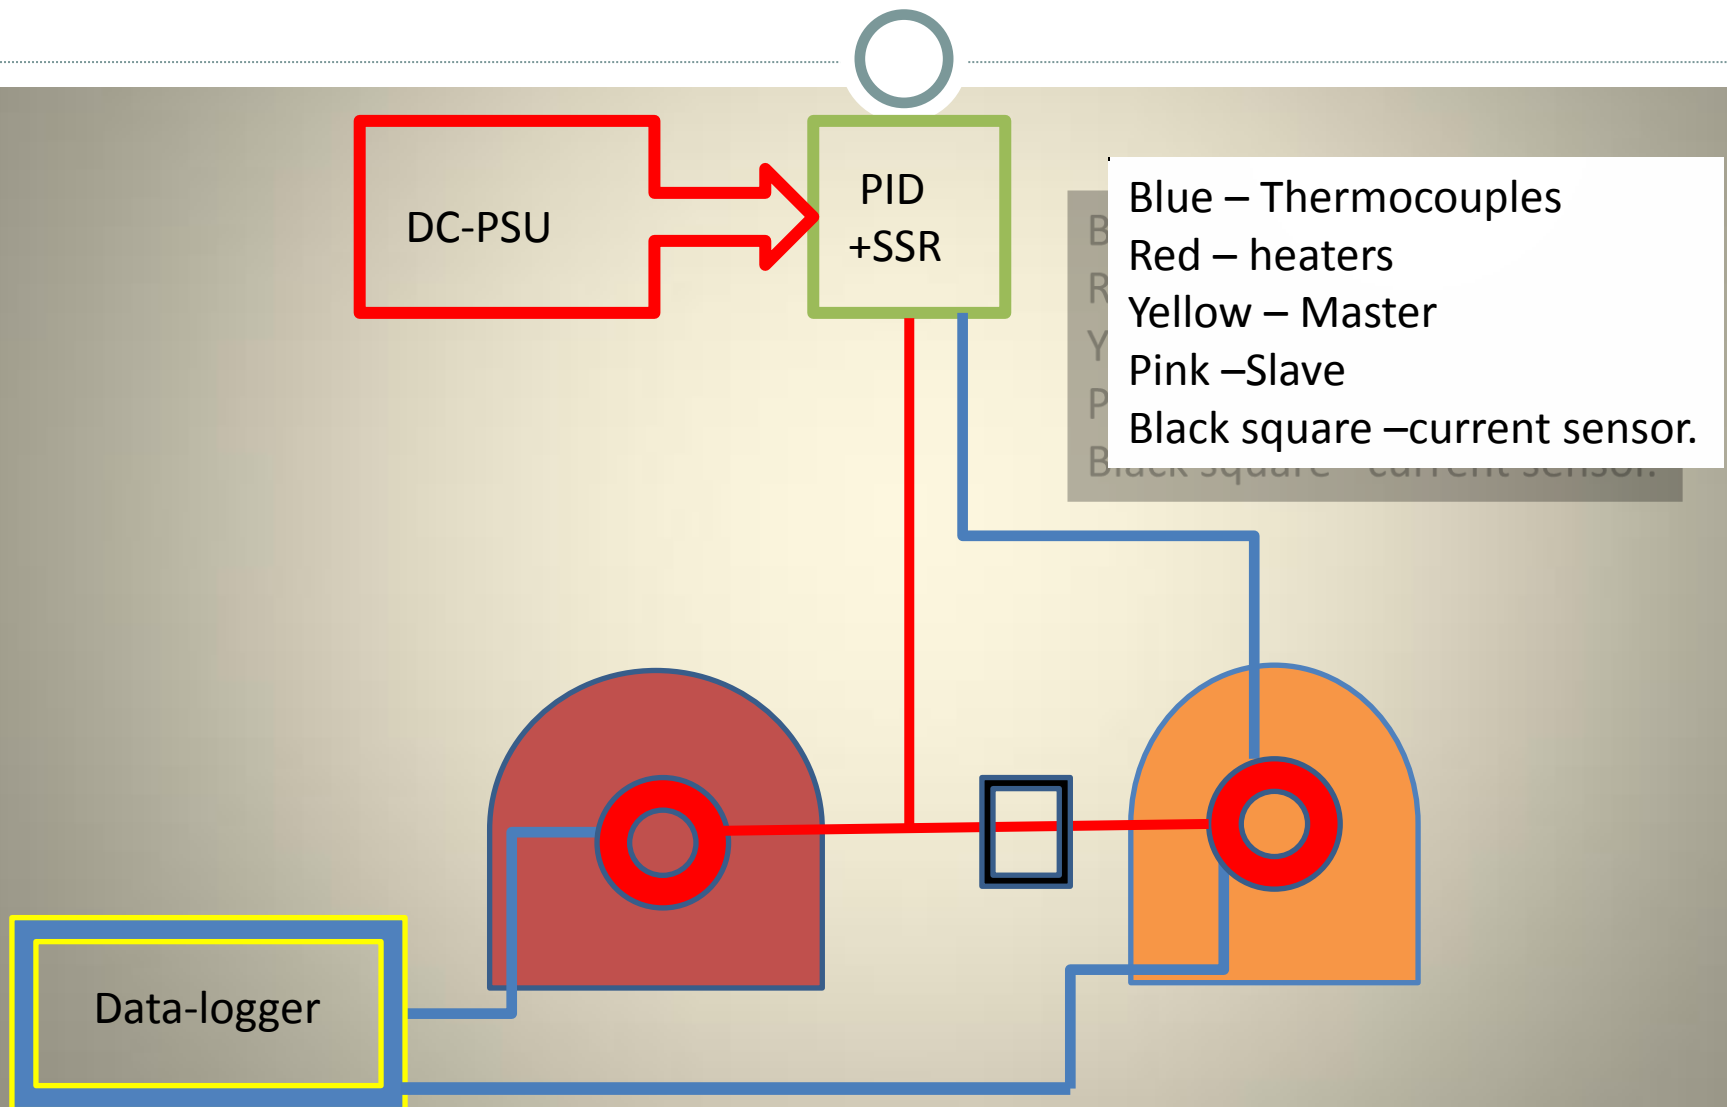 DC-PSU
PID
+SSR
Blue – Thermocouples
Red – heaters
Yellow – Master
Pink –Slave
Black square –current sensor.
Data-logger